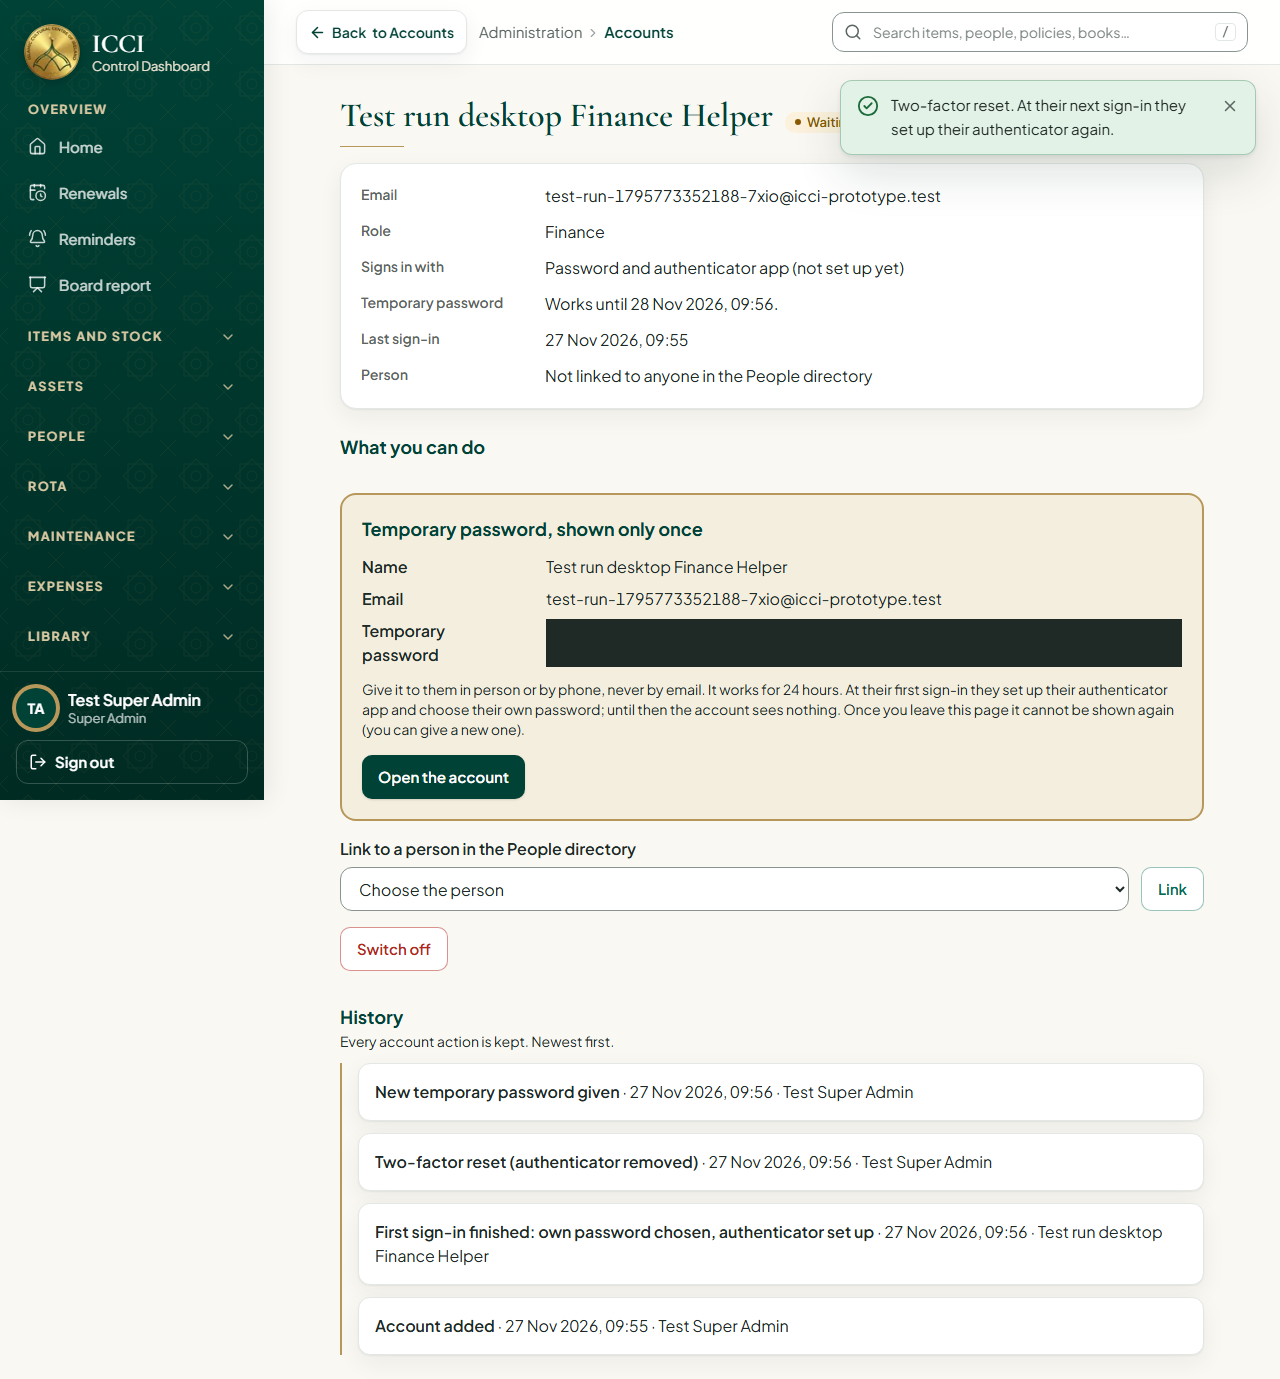 ICCI
Control Dashboard
OVERVIEW
Home
Renewals
Reminders
Board report
ITEMS AND STOCK
ASSETS
PEOPLE
ROTA
MAINTENANCE
EXPENSES
LIBRARY
TA
Test Super Admin
Super Admin
Sign out
Back to Accounts
Administration
Accounts
Search items, people, policies, books…
/
Two-factor reset. At their next sign-in they
set up their authenticator again.
Test run desktop Finance Helper
Email
test-run-1795773352188-7xio@icci-prototype.test
Role
Finance
Signs in with
Password and authenticator app (not set up yet)
Temporary password
Works until 28 Nov 2026, 09:56.
Last sign-in
27 Nov 2026, 09:55
Person
Not linked to anyone in the People directory
What you can do
Temporary password, shown only once
Name
Test run desktop Finance Helper
Email
test-run-1795773352188-7xio@icci-prototype.test
Temporary
password
Give it to them in person or by phone, never by email. It works for 24 hours. At their first sign-in they set up their authenticator
app and choose their own password; until then the account sees nothing. Once you leave this page it cannot be shown again
(you can give a new one).
Open the account
Link to a person in the People directory
Choose the person
Link
Switch off
History
Every account action is kept. Newest first.
New temporary password given · 27 Nov 2026, 09:56 · Test Super Admin
Two-factor reset (authenticator removed) · 27 Nov 2026, 09:56 · Test Super Admin
First sign-in finished: own password chosen, authenticator set up · 27 Nov 2026, 09:56 · Test run desktop
Finance Helper
Account added · 27 Nov 2026, 09:55 · Test Super Admin